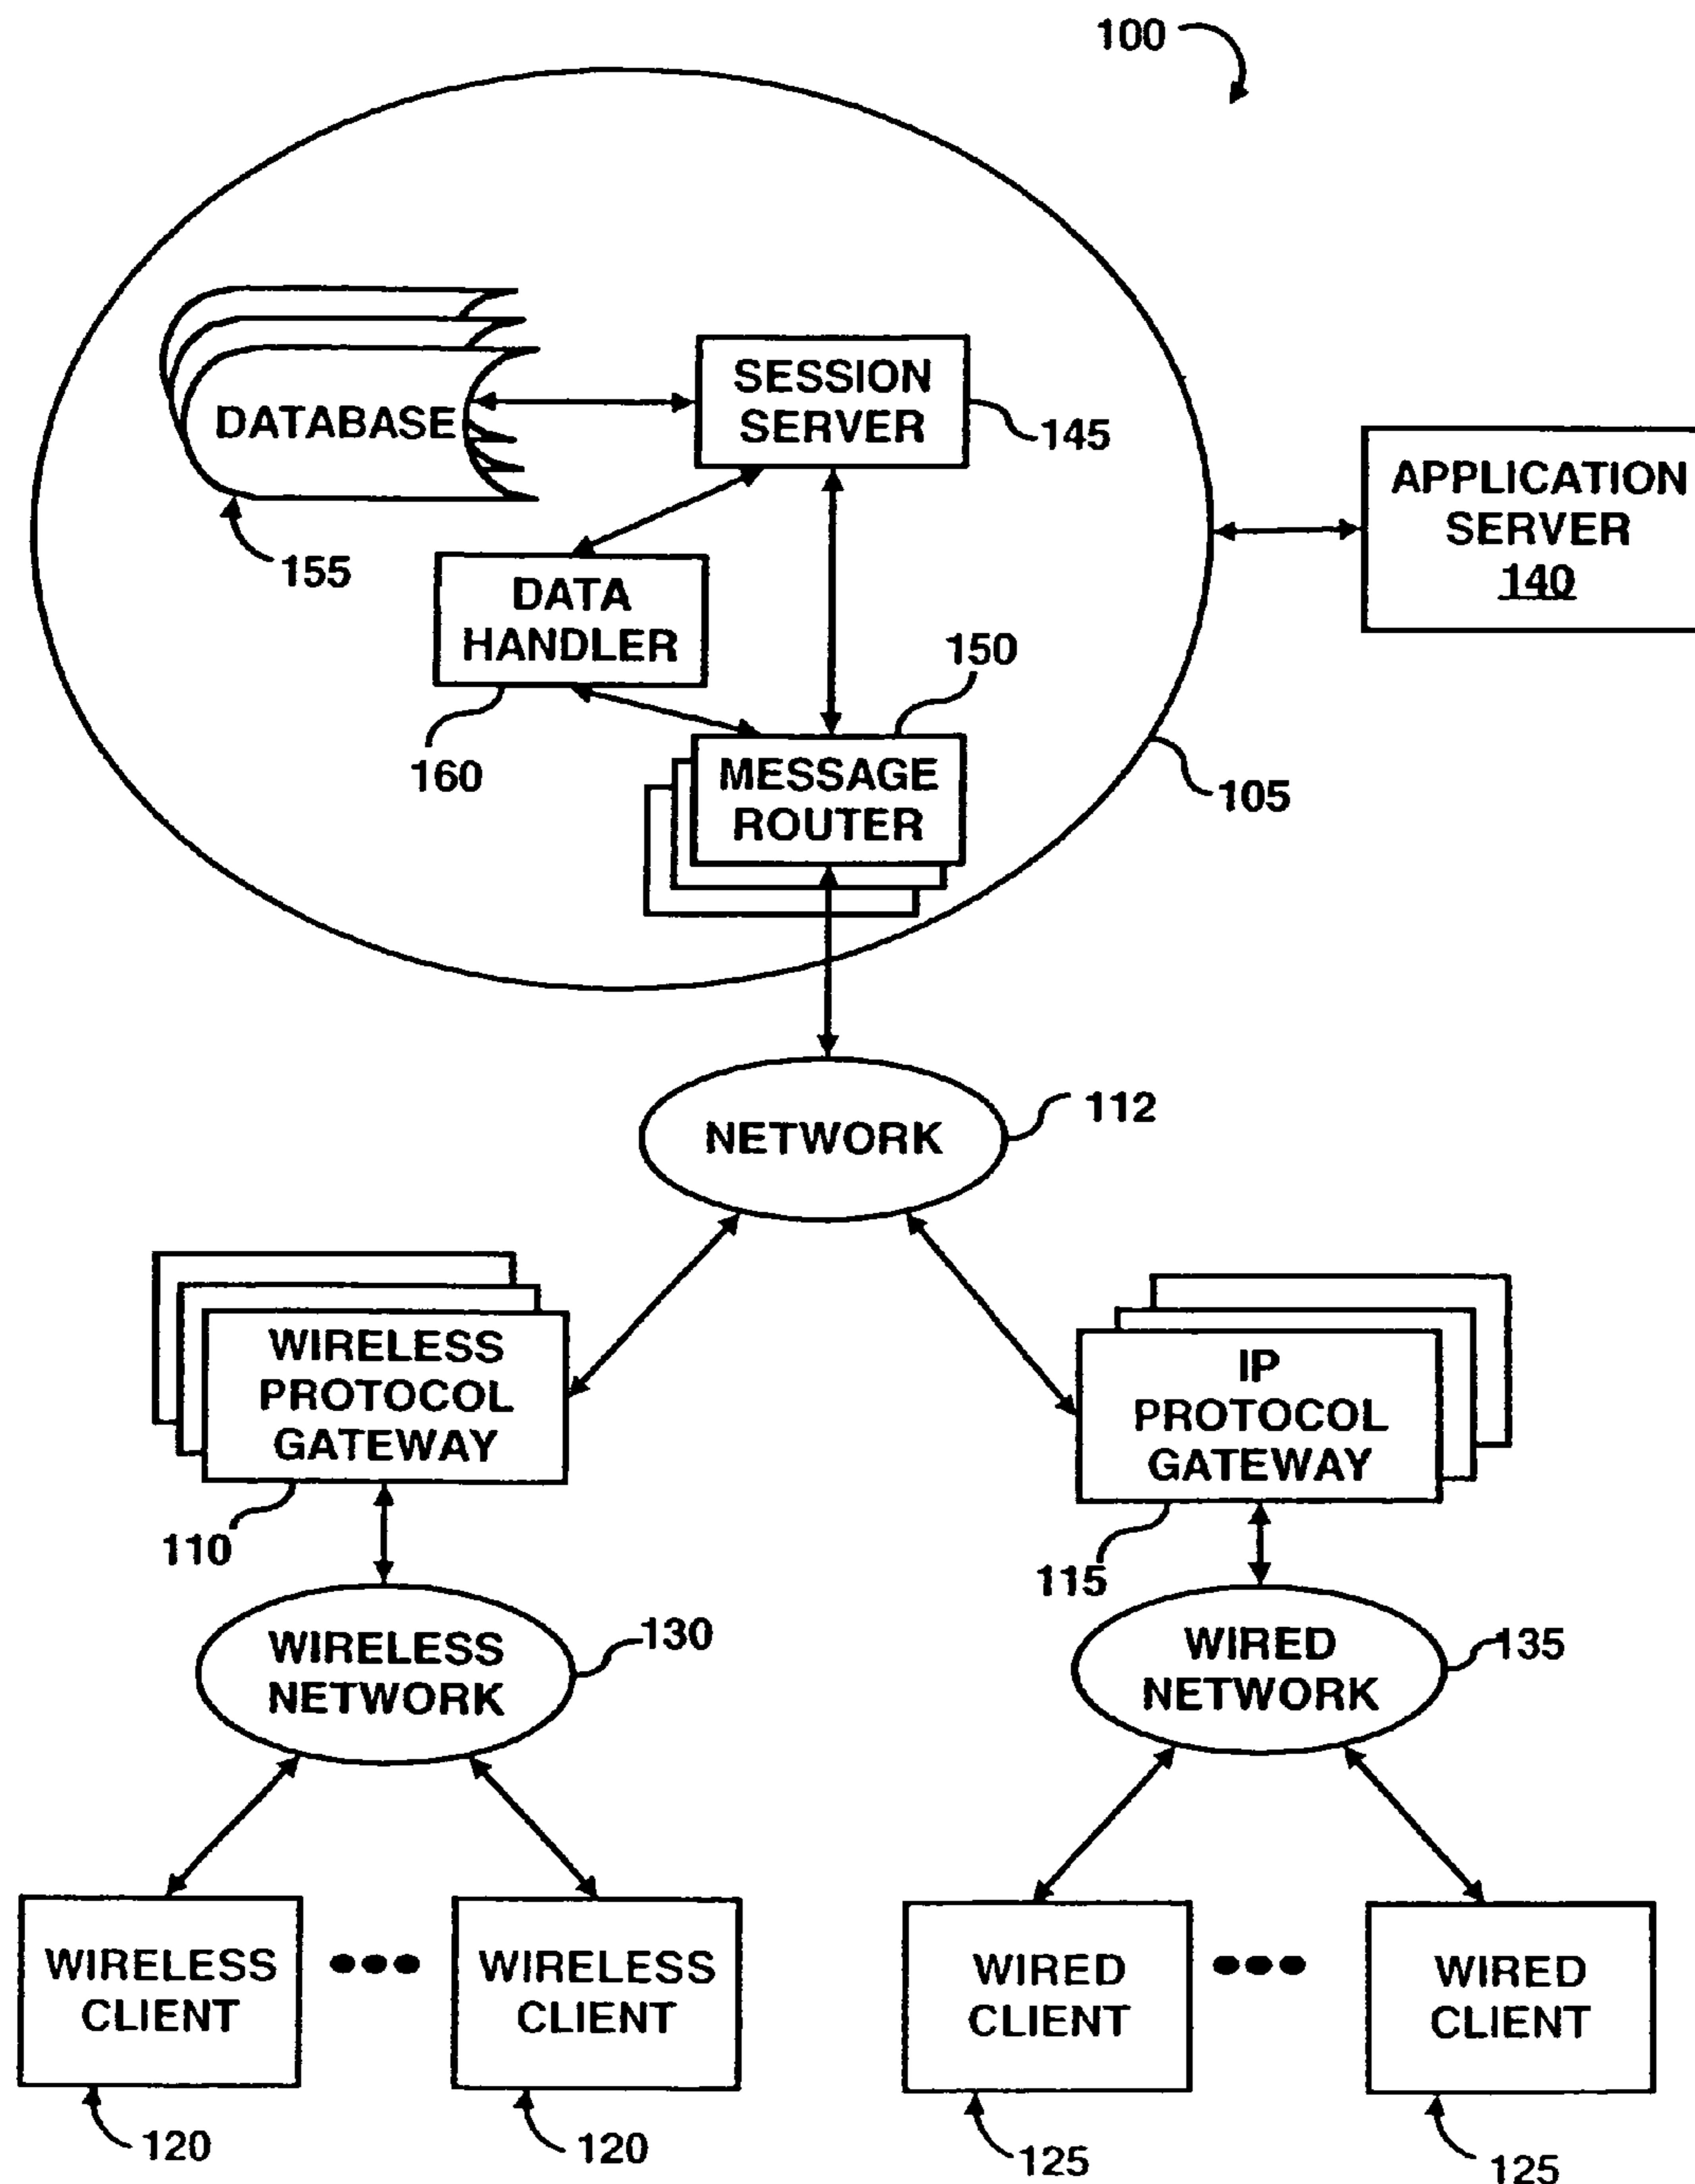 100
SESSION
SERVER
145
DATABASE
155
APPLICATION
SERVER
140
DATA
HANDLER
160
150
MESSAGE
ROUTER
105
NETWORK
112
WIRELESS
PROTOCOL
GATEWAY
110
IP
PROTOCOL
GATEWAY
115
WIRELESS
NETWORK
130
WIRED
NETWORK
135
WIRELESS
CLIENT
WIRELESS
CLIENT
WIRED
CLIENT
WIRED
CLIENT
120
120
125
125